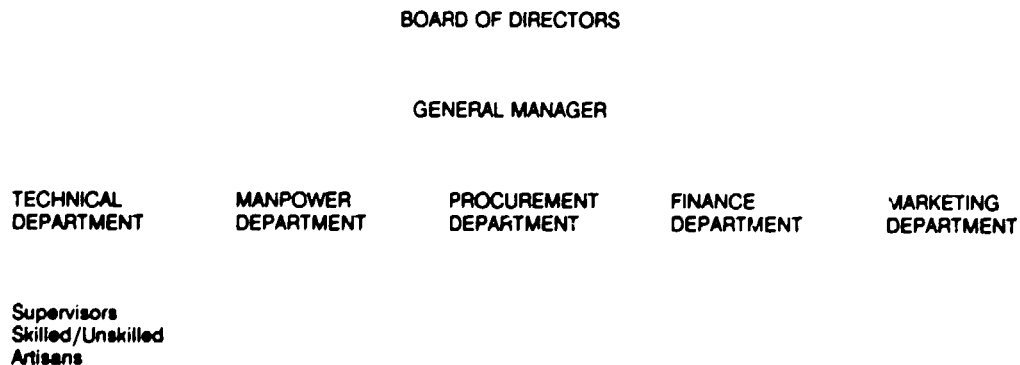 BOARD OF DIRECTORS
GENERAL MANAGER
TECHNICAL DEPARTMENT
MANPOWER DEPARTMENT
PROCUREMENT DEPARTMENT
FINANCE DEPARTMENT
MARKETING DEPARTMENT
Supervisors
Skilled/Unskilled
Artisans